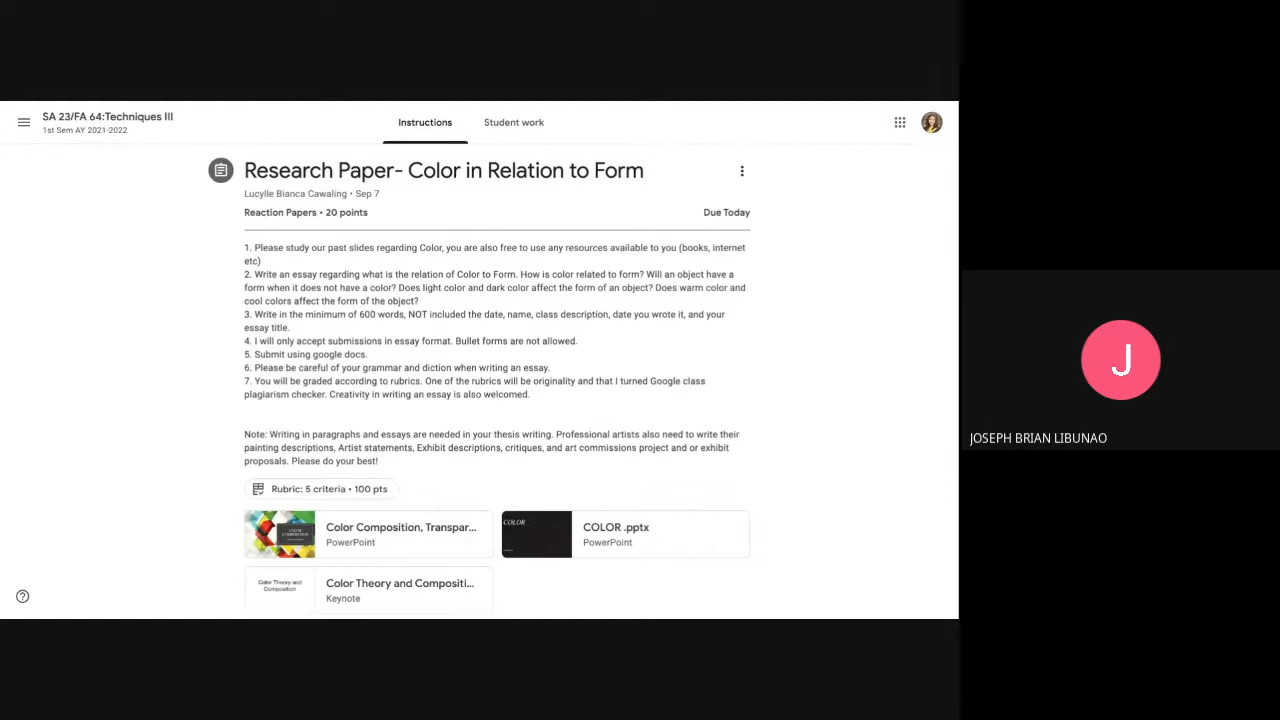 SA 23/FA 64:Techniques III
1st Sem AY 2021-2022
Instructions
Student work
Research Paper- Color in Relation to Form
Lucylle Bianca Cawaling • Sep 7
Reaction Papers • 20 points
Due Today
1. Please study our past slides regarding Color, you are also free to use any resources available to you (books, internet
etc)
2. Write an essay regarding what is the relation of Color to Form. How is color related to form? Will an object have a
form when it does not have a color? Does light color and dark color affect the form of an object? Does warm color and
cool colors affect the form of the object?
3. Write in the minimum of 600 words, NOT included the date, name, class description, date you wrote it, and your
essay title.
4. I will only accept submissions in essay format. Bullet forms are not allowed.
5. Submit using google docs.
6. Please be careful of your grammar and diction when writing an essay.
7. You will be graded according to rubrics. One of the rubrics will be originality and that I turned Google class
plagiarism checker. Creativity in writing an essay is also welcomed.
Note: Writing in paragraphs and essays are needed in your thesis writing. Professional artists also need to write their
painting descriptions, Artist statements, Exhibit descriptions, critiques, and art commissions project and or exhibit
proposals. Please do your best!
Rubric: 5 criteria • 100 pts
COLOR
COMPOSITION
Color Composition, Transpar...
PowerPoint
COLOR
COLOR .pptx
PowerPoint
Color Theory and
Composition
Color Theory and Compositi...
Keynote
J
JOSEPH BRIAN LIBUNAO